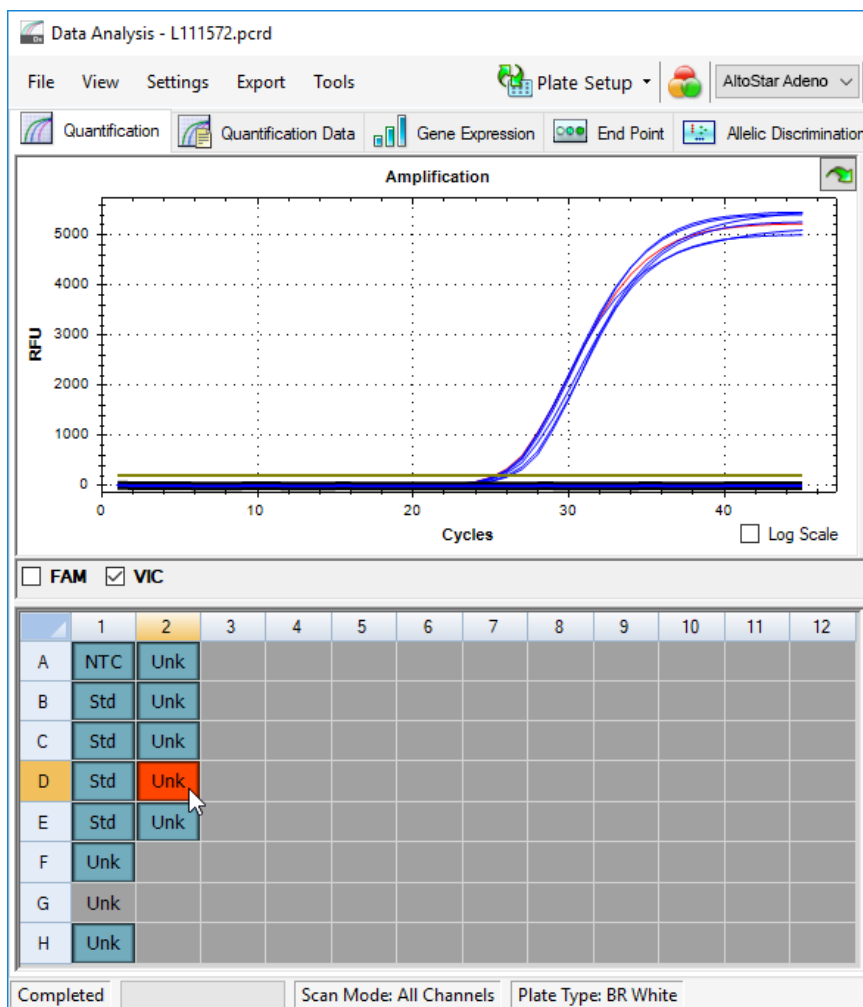 Data Analysis - L111572.pcrd
File View Settings Export Tools Plate Setup AltoStar Adeno
Quantification Quantification Data Gene Expression End Point Allelic Discrimination
Amplification
5000
4000
3000
2000
1000
0
RFU
0 10 20 30 40
Cycles
Log Scale
FAM VIC
1 2 3 4 5 6 7 8 9 10 11 12
A NTC Unk
B Std Unk
C Std Unk
D Std Unk
E Std Unk
F Unk
G Unk
H Unk
Completed Scan Mode: All Channels Plate Type: BR White